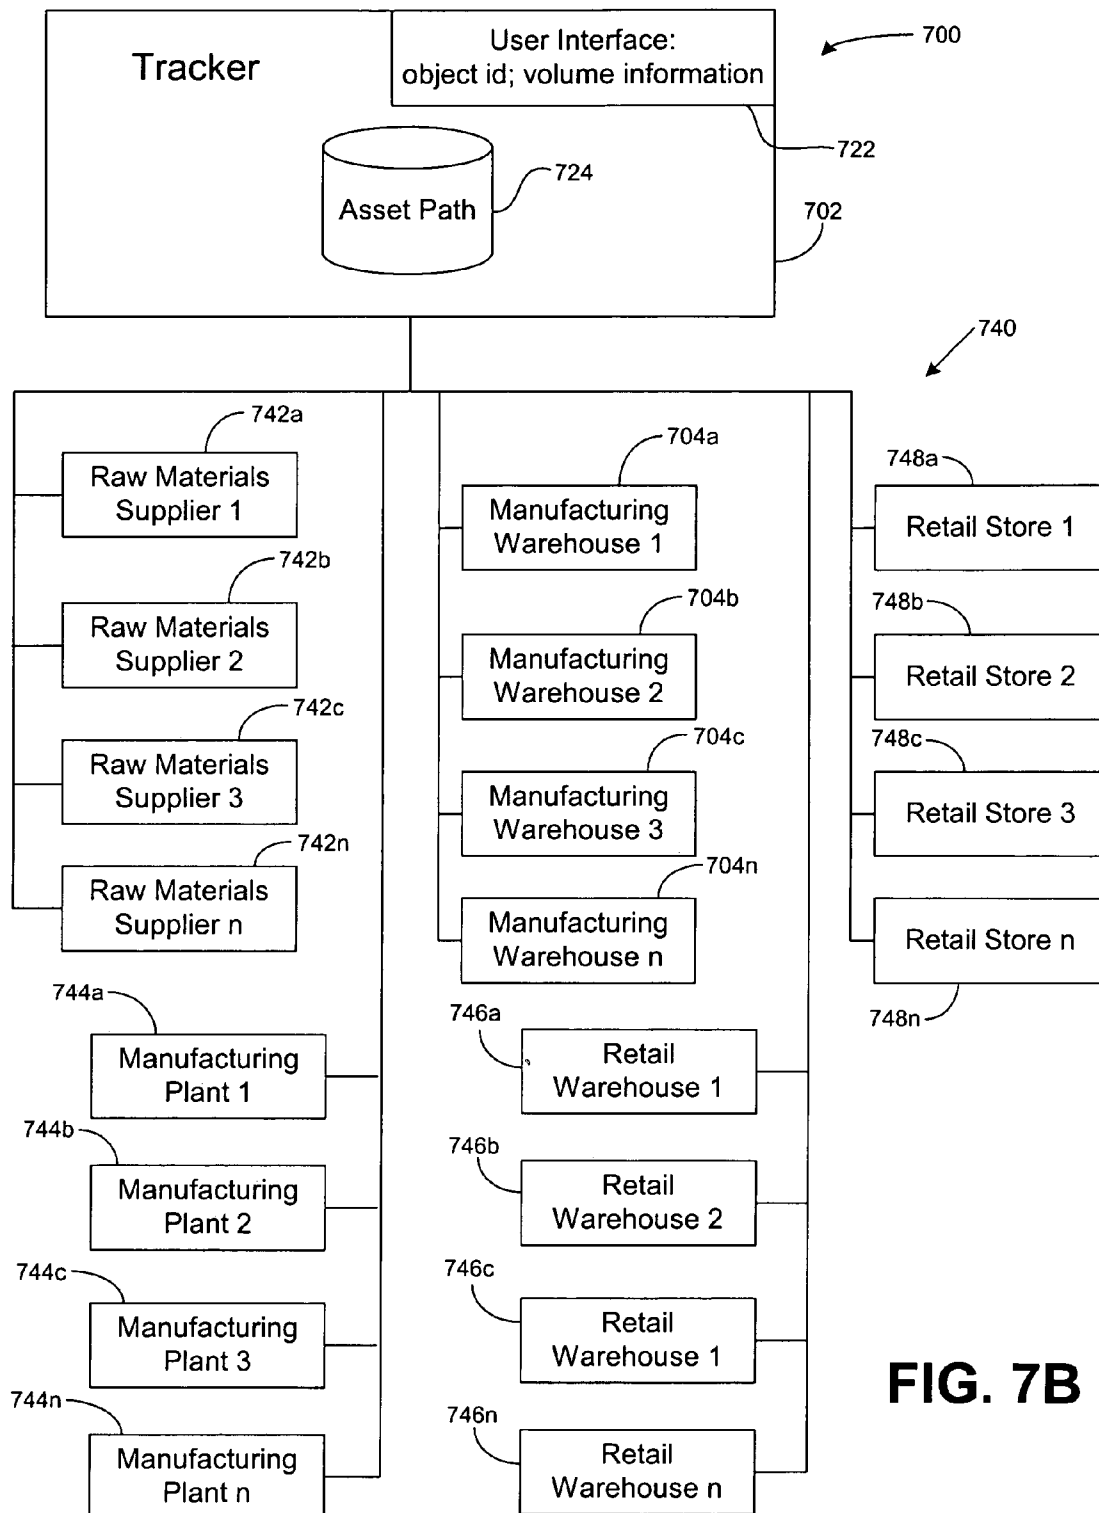 Tracker
User Interface:
object id; volume information
700
722
724
Asset Path
702
740
742a
Raw Materials
Supplier 1
742b
Raw Materials
Supplier 2
742c
Raw Materials
Supplier 3
742n
Raw Materials
Supplier n
704a
Manufacturing
Warehouse 1
704b
Manufacturing
Warehouse 2
704c
Manufacturing
Warehouse 3
704n
Manufacturing
Warehouse n
748a
Retail Store 1
748b
Retail Store 2
748c
Retail Store 3
Retail Store n
748n
744a
Manufacturing
Plant 1
744b
Manufacturing
Plant 2
744c
Manufacturing
Plant 3
744n
Manufacturing
Plant n
746a
Retail
Warehouse 1
746b
Retail
Warehouse 2
746c
Retail
Warehouse 1
746n
Retail
Warehouse n
FIG. 7B